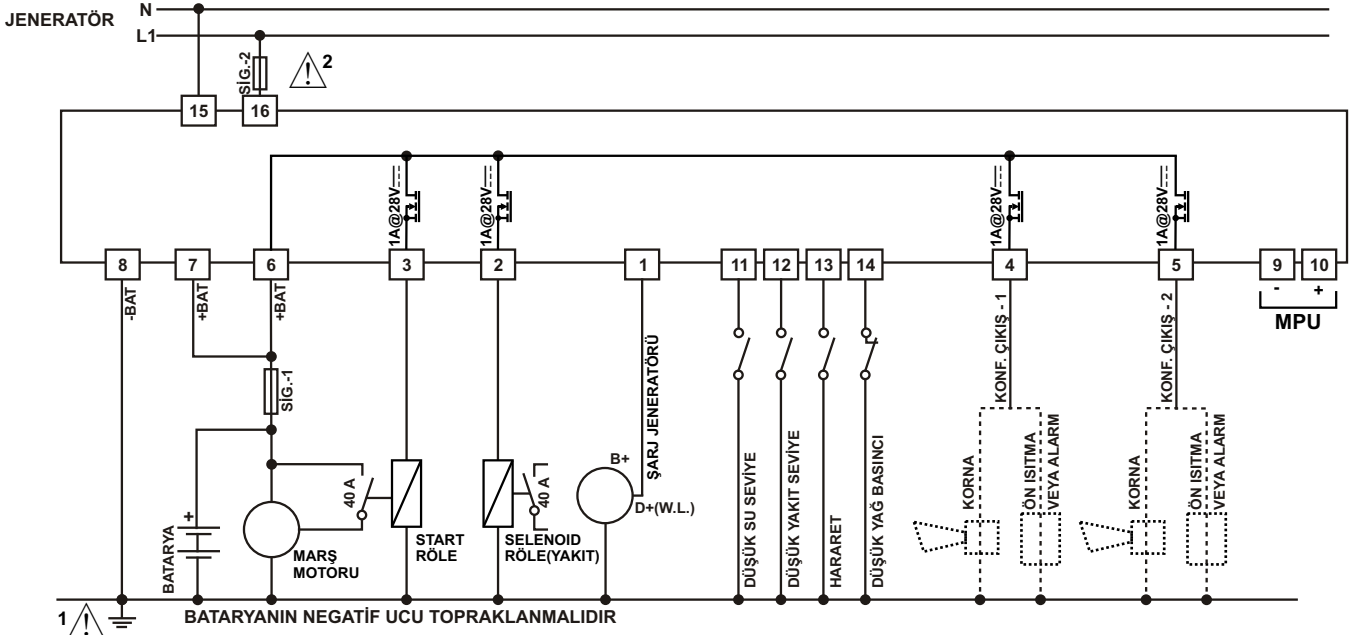 JENERATÖR
N
L1
SİG.-2
2
15
16
1A@28V
1A@28V
1A@28V
1A@28V
8
7
6
3
2
1
11
12
13
14
4
5
9
10
-
+
MPU
-BAT
+BAT
+BAT
SİG.-1
ŞARJ JENERATÖRÜ
KONF. ÇIKIŞ - 1
KONF. ÇIKIŞ - 2
BATARYA
+
MARŞ
MOTORU
40 A
START
RÖLE
40 A
SELENOID
RÖLE(YAKIT)
B+
D+(W.L.)
DÜŞÜK SU SEVİYE
DÜŞÜK YAKIT SEVİYE
HARARET
DÜŞÜK YAĞ BASINCI
KORNA
ÖN ISITMA
VEYA ALARM
KORNA
ÖN ISITMA
VEYA ALARM
1
BATARYANIN NEGATİF UCU TOPRAKLANMALIDIR